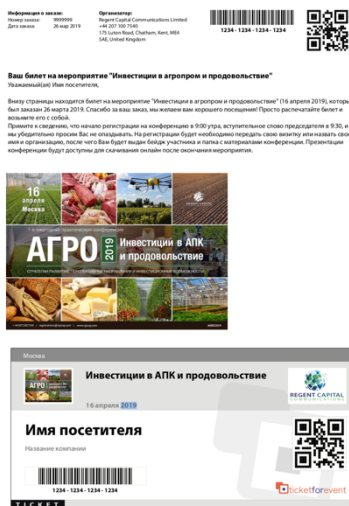 Информация о заказе:
Номер заказа: 9999999
Дата заказа: 26 мар 2019
Организатор:
Regent Capital Communications Limited
+44 207 100 7540
175 Luton Road, Chatham, Kent, ME4
5AE, United Kingdom
1234 - 1234 - 1234 - 1234
Ваш билет на мероприятие "Инвестиции в агропром и продовольствие"
Уважаемый(ая) Имя посетителя,
Внизу страницы находится билет на мероприятие "Инвестиции в агропром и продовольствие" (16 апреля 2019), который
был заказан 26 марта 2019. Спасибо за ваш заказ, мы желаем вам хорошего посещения! Просто распечатайте билет и
возьмите его с собой.
Примите к сведению, что начало регистрации на конференцию в 9:00 утра, вступительное слово председателя в 9:30, и
мы убедительно просим Вас не опаздывать. На регистрации будет необходимо передать свою визитку или назвать свое
имя и организацию, после чего Вам будет выдан бейдж участника и папка с материалами конференции. Презентации
конференции будут доступны для скачивания онлайн после окончания мероприятия.
16
апреля
Москва
REGENT CAPITAL
АГРО
2019
Инвестиции в АПК
и продовольствие
Москва
Инвестиции в АПК и продовольствие
АГРО
16 апреля 2019
REGENT CAPITAL
COMMUNICATIONS
Имя посетителя
Название компании
1234 - 1234 - 1234 - 1234
ticketforevent
TICKET